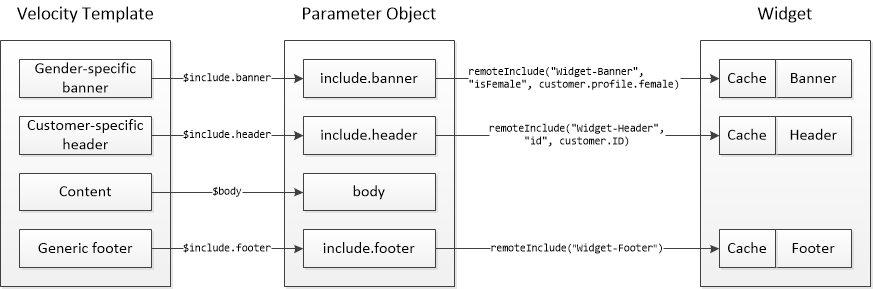 Velocity Template
Parameter Object
Widget
Gender-specific
banner
$include.banner
include.banner
remoteInclude("Widget-Banner",
"isFemale", customer.profile.female)
Cache
Banner
Customer-specific
header
$include.header
include.header
remoteInclude("Widget-Header",
"id", customer.ID)
Cache
Header
Content
$body
body
Generic footer
$include.footer
include.footer
remoteInclude("Widget-Footer")
Cache
Footer